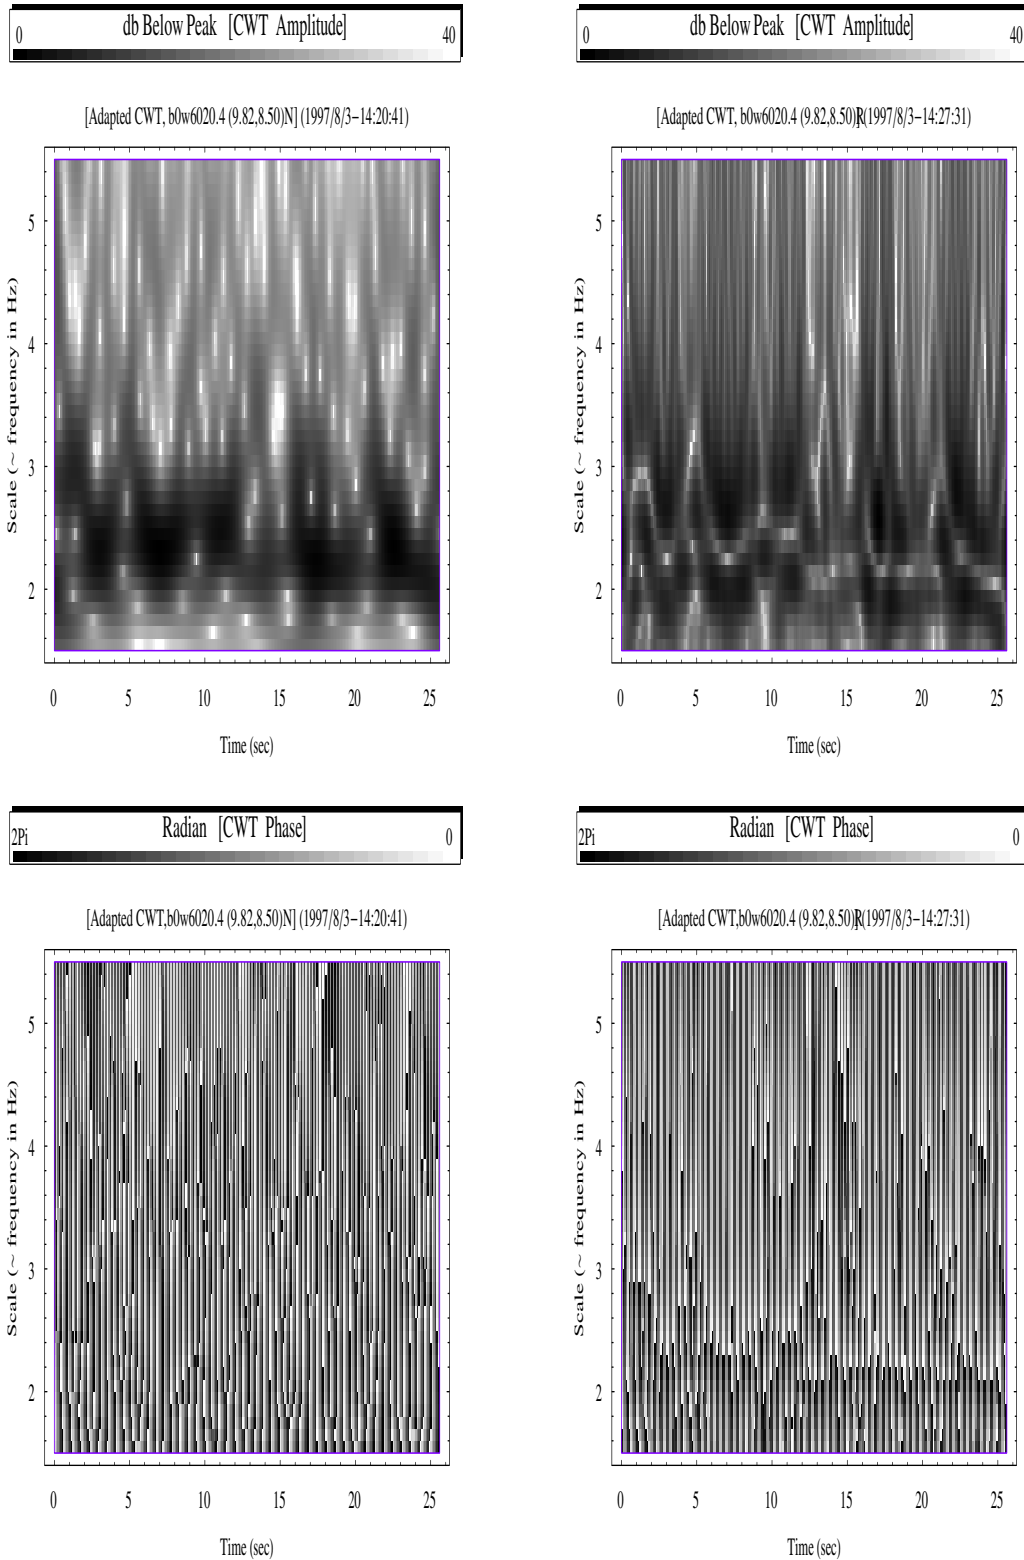 db Below Peak [CWT Amplitude]
0 40
[Adapted CWT, b0w6020.4 (9.82,8.50)N] (1997/8/3−14:20:41)
Scale (~ frequency in Hz)
5
4
3
2
0 5 10 15 20 25
Time (sec)
db Below Peak [CWT Amplitude]
0 40
[Adapted CWT, b0w6020.4 (9.82,8.50)R](1997/8/3−14:27:31)
Scale (~ frequency in Hz)
5
4
3
2
0 5 10 15 20 25
Time (sec)
Radian [CWT Phase]
2Pi 0
[Adapted CWT,b0w6020.4 (9.82,8.50)N] (1997/8/3−14:20:41)
Scale (~ frequency in Hz)
5
4
3
2
0 5 10 15 20 25
Time (sec)
Radian [CWT Phase]
2Pi 0
[Adapted CWT,b0w6020.4 (9.82,8.50)R](1997/8/3−14:27:31)
Scale (~ frequency in Hz)
5
4
3
2
0 5 10 15 20 25
Time (sec)